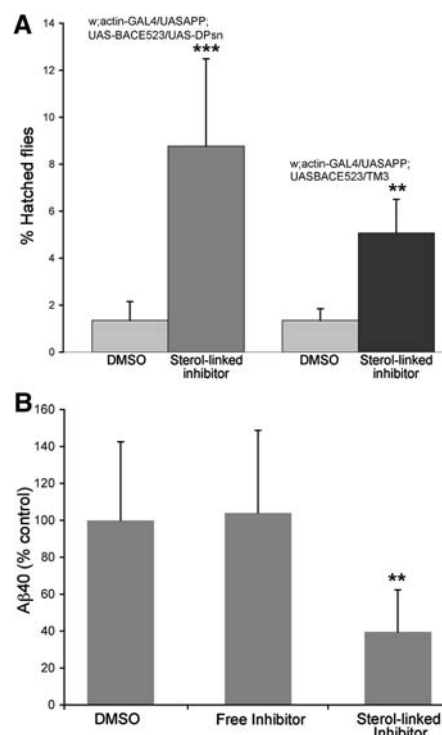 A
w;actin-GAL4/UASAPP;
UAS-BACE523/UAS-DPsn
***
w;actin-GAL4/UASAPP;
UASBACE523/TM3
**
% Hatched flies
14
12
10
8
6
4
2
0
DMSO Sterol-linked inhibitor DMSO Sterol-linked inhibitor
B
Aβ40 (% control)
160
140
120
100
80
60
40
20
0
**
DMSO Free Inhibitor Sterol-linked
Inhibitor